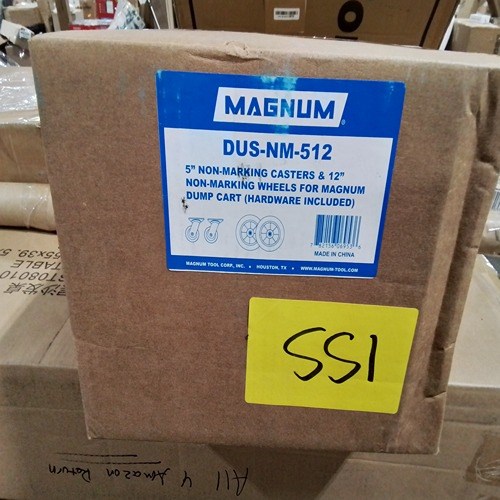 MAGNUM
DUS-NM-512
5" NON-MARKING CASTERS & 12"
NON-MARKING WHEELS FOR MAGNUM
DUMP CART (HARDWARE INCLUDED)
MADE IN CHINA
MAGNUM TOOL CORP, INC. • HOUSTON, TX • WWW.MAGNUM-TOOL.COM
SS1
TABLE
All 4 Amazon Return